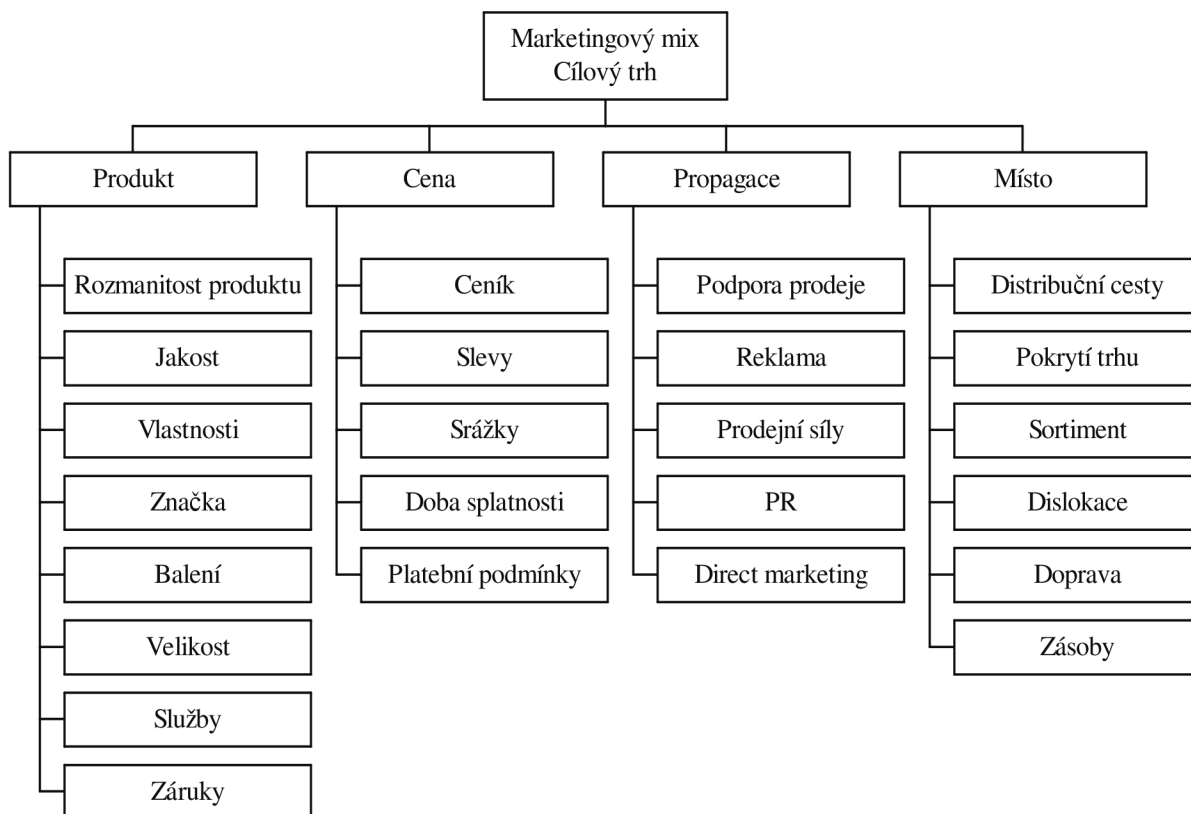 Marketingový mix
Cílový trh
Produkt
Cena
Propagace
Místo
Rozmanitost produktu
Jakost
Vlastnosti
Značka
Balení
Velikost
Služby
Záruky
Ceník
Slevy
Srážky
Doba splatnosti
Platební podmínky
Podpora prodeje
Reklama
Prodejní síly
PR
Direct marketing
Distribuční cesty
Pokrytí trhu
Sortiment
Dislokace
Doprava
Zásoby